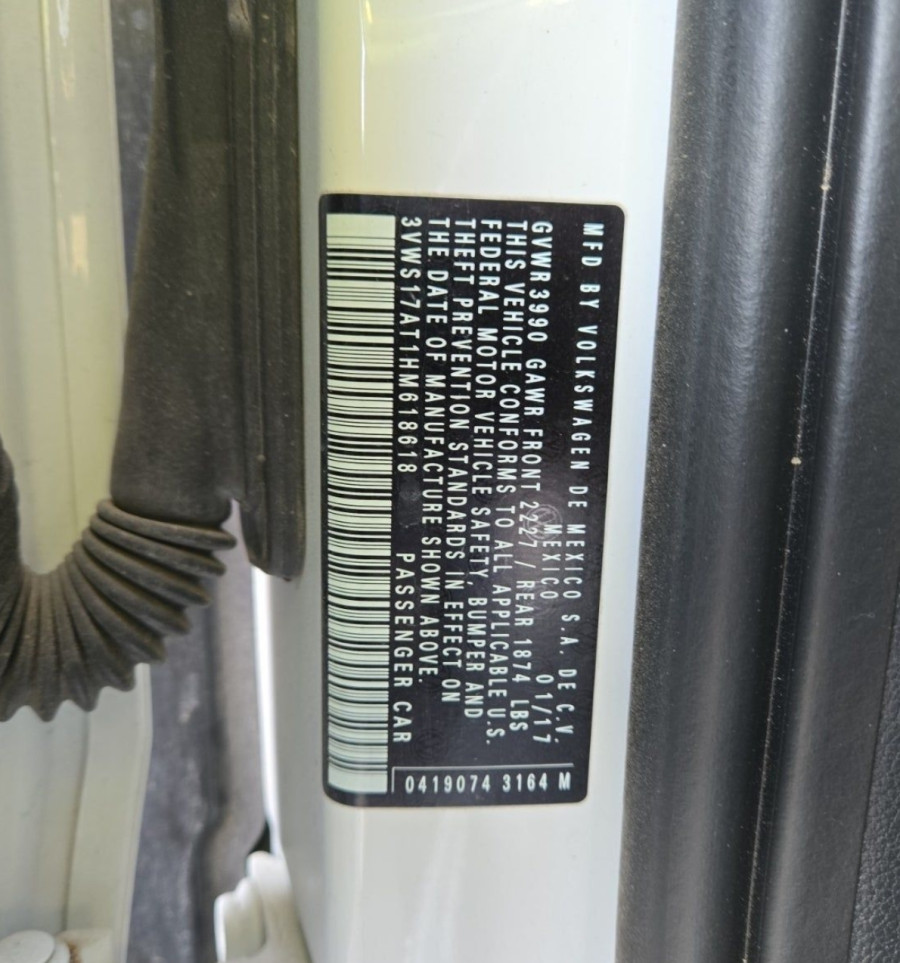 MFD BY VOLKSWAGEN DE MEXICO S.A. DE C.V.
MEXICO 01/17
GVWR 3990 GAWR FRONT 2227 / REAR 1874 LBS
THIS VEHICLE CONFORMS TO ALL APPLICABLE U.S.
FEDERAL MOTOR VEHICLE SAFETY, BUMPER AND
THEFT PREVENTION STANDARDS IN EFFECT ON
THE DATE OF MANUFACTURE SHOWN ABOVE.
3VWS17AT1HM618618 PASSENGER CAR
0419074 3164 M